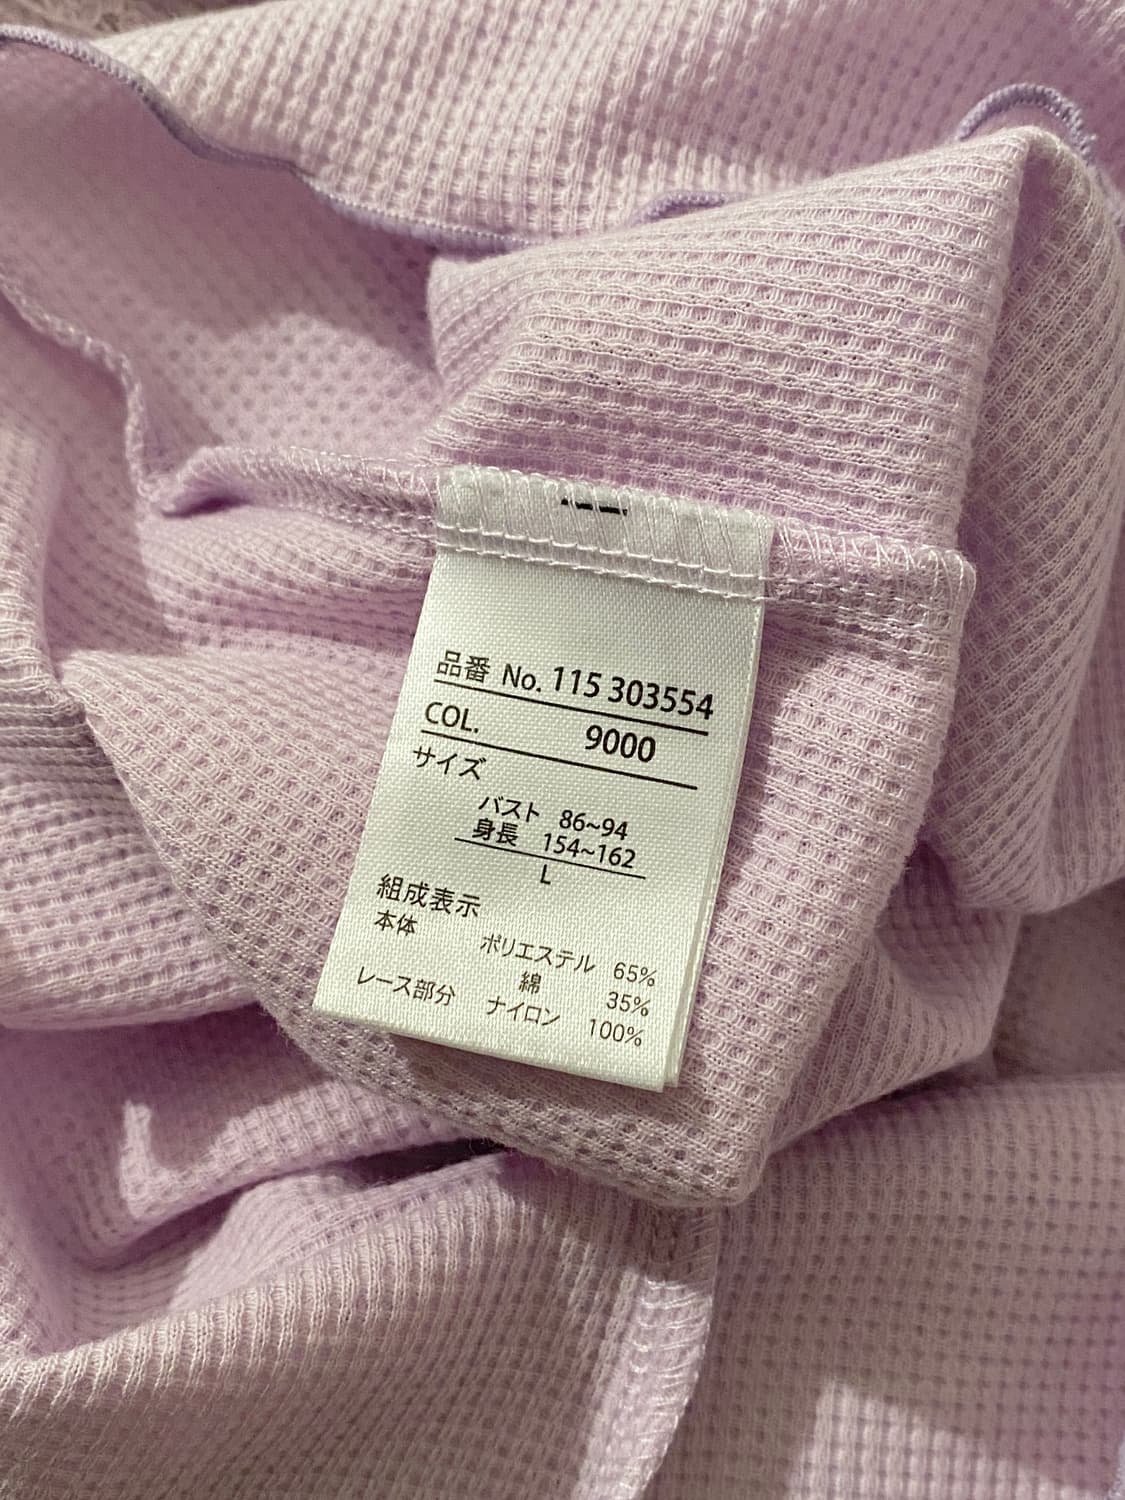 品番 No. 115 303554
COL. 9000
サイズ
バスト 86~94
身長 154~162
L
組成表示
本体 ポリエステル 65%
綿 35%
レース部分 ナイロン 100%